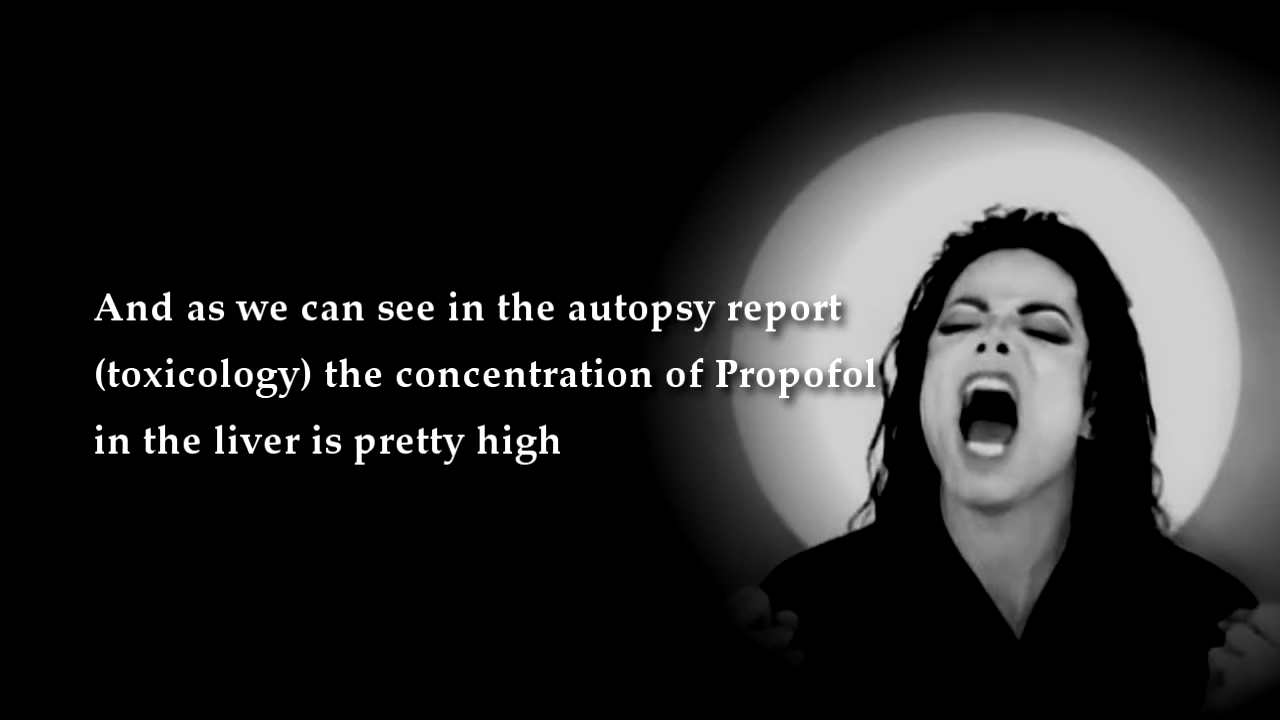 And as we can see in the autopsy report
(toxicology) the concentration of Propofol
in the liver is pretty high